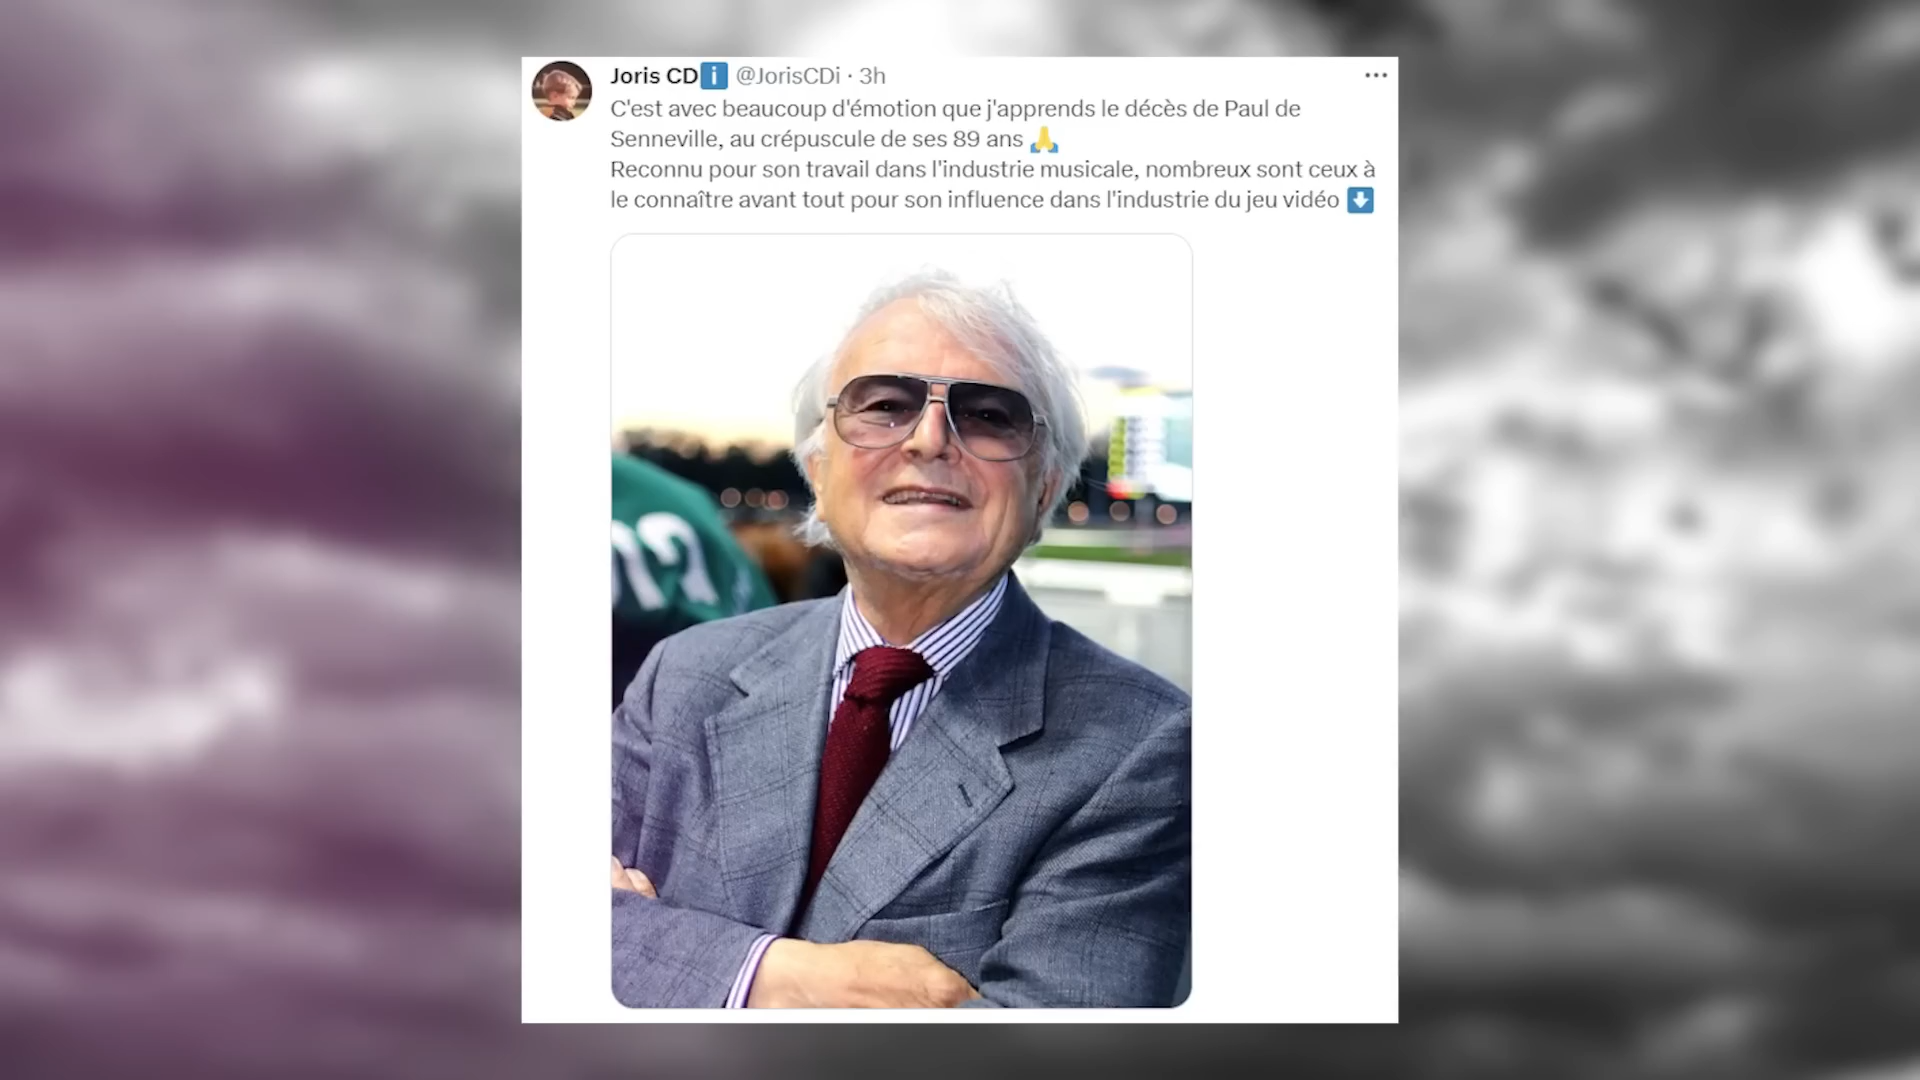 Joris CDℹ️ @JorisCDi · 3h
C'est avec beaucoup d'émotion que j'apprends le décès de Paul de
Senneville, au crépuscule de ses 89 ans 🙏
Reconnu pour son travail dans l'industrie musicale, nombreux sont ceux à
le connaître avant tout pour son influence dans l'industrie du jeu vidéo ⬇️